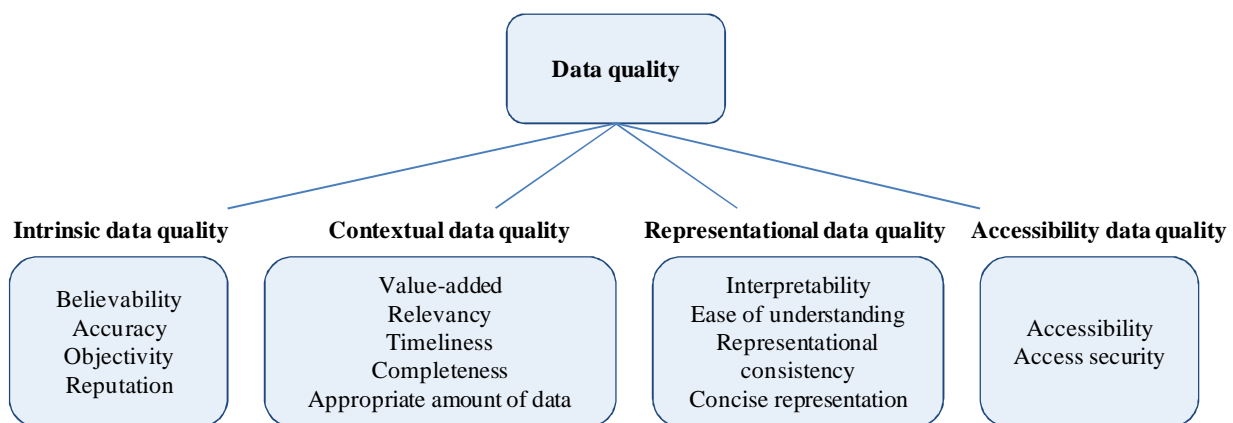 Data quality
Intrinsic data quality
Contextual data quality
Representational data quality
Accessibility data quality
Believability
Accuracy
Objectivity
Reputation
Value-added
Relevancy
Timeliness
Completeness
Appropriate amount of data
Interpretability
Ease of understanding
Representational
consistency
Concise representation
Accessibility
Access security